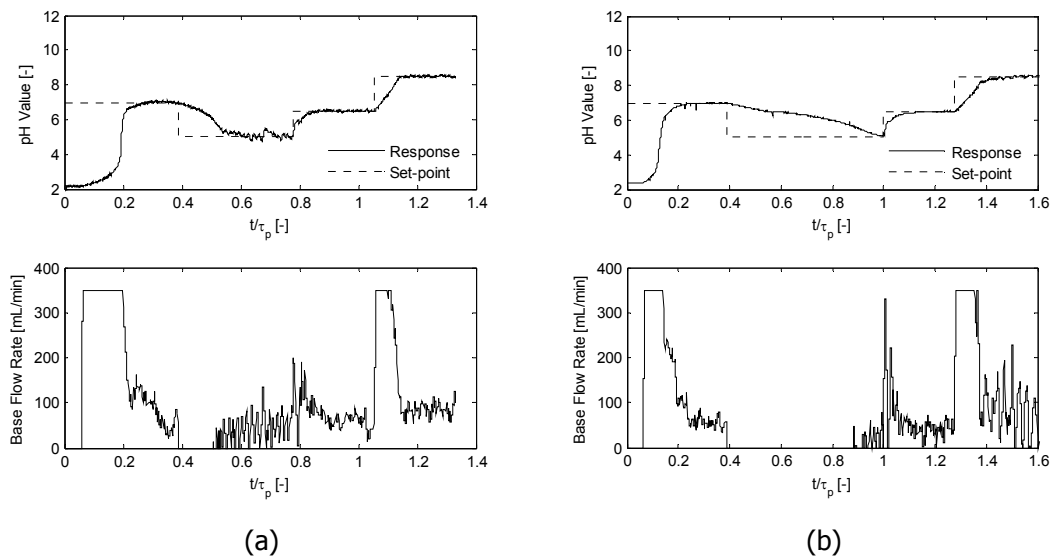 12
10
8
6
4
2
pH Value [-]
Response
Set-point
0 0.2 0.4 0.6 0.8 1 1.2 1.4
t/τp [-]
12
10
8
6
4
2
pH Value [-]
Response
Set-point
0 0.2 0.4 0.6 0.8 1 1.2 1.4 1.6
t/τp [-]
400
300
200
100
0
Base Flow Rate [mL/min]
0 0.2 0.4 0.6 0.8 1 1.2 1.4
t/τp [-]
400
300
200
100
0
Base Flow Rate [mL/min]
0 0.2 0.4 0.6 0.8 1 1.2 1.4 1.6
t/τp [-]
(a)
(b)